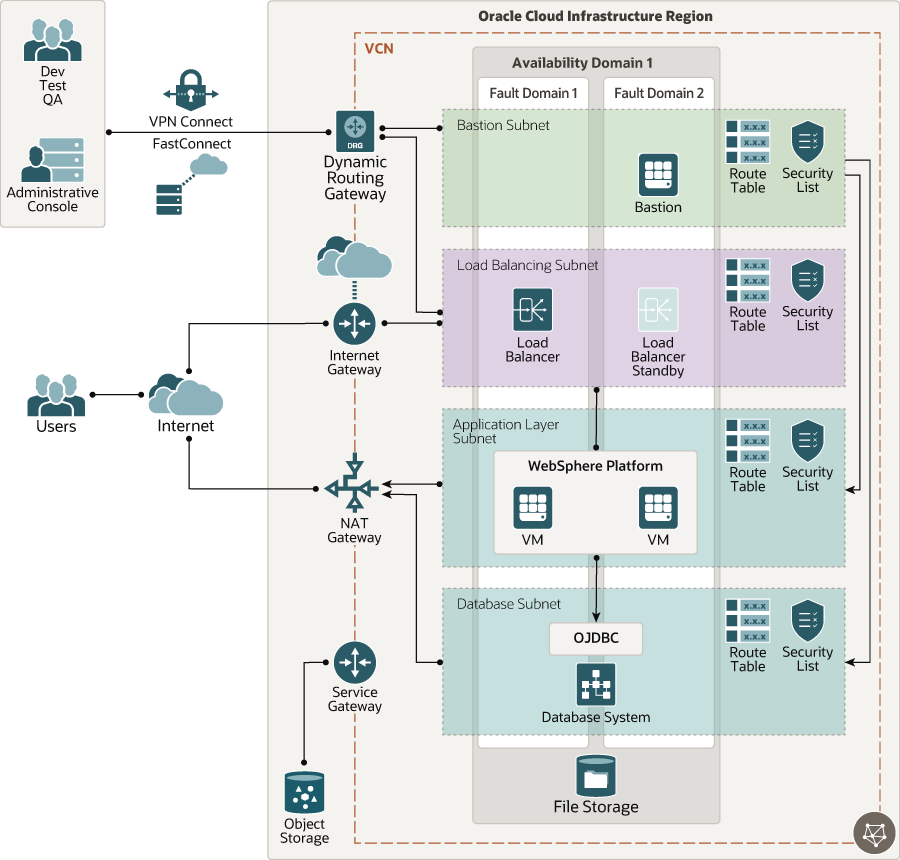 Oracle Cloud Infrastructure Region
VCN
Availability Domain 1
Fault Domain 1
Fault Domain 2
Dev
Test
QA
Administrative
Console
VPN Connect
FastConnect
DRG
Dynamic
Routing
Gateway
Bastion Subnet
Bastion
x.x.x
x.x.x
x.x.x
Route
Table
Security
List
Internet
Gateway
Load Balancing Subnet
Load
Balancer
Load
Balancer
Standby
x.x.x
x.x.x
x.x.x
Route
Table
Security
List
Users
Internet
NAT
Gateway
Application Layer
Subnet
WebSphere Platform
VM
VM
x.x.x
x.x.x
x.x.x
Route
Table
Security
List
Service
Gateway
Database Subnet
OJDBC
Database System
x.x.x
x.x.x
x.x.x
Route
Table
Security
List
Object
Storage
File Storage